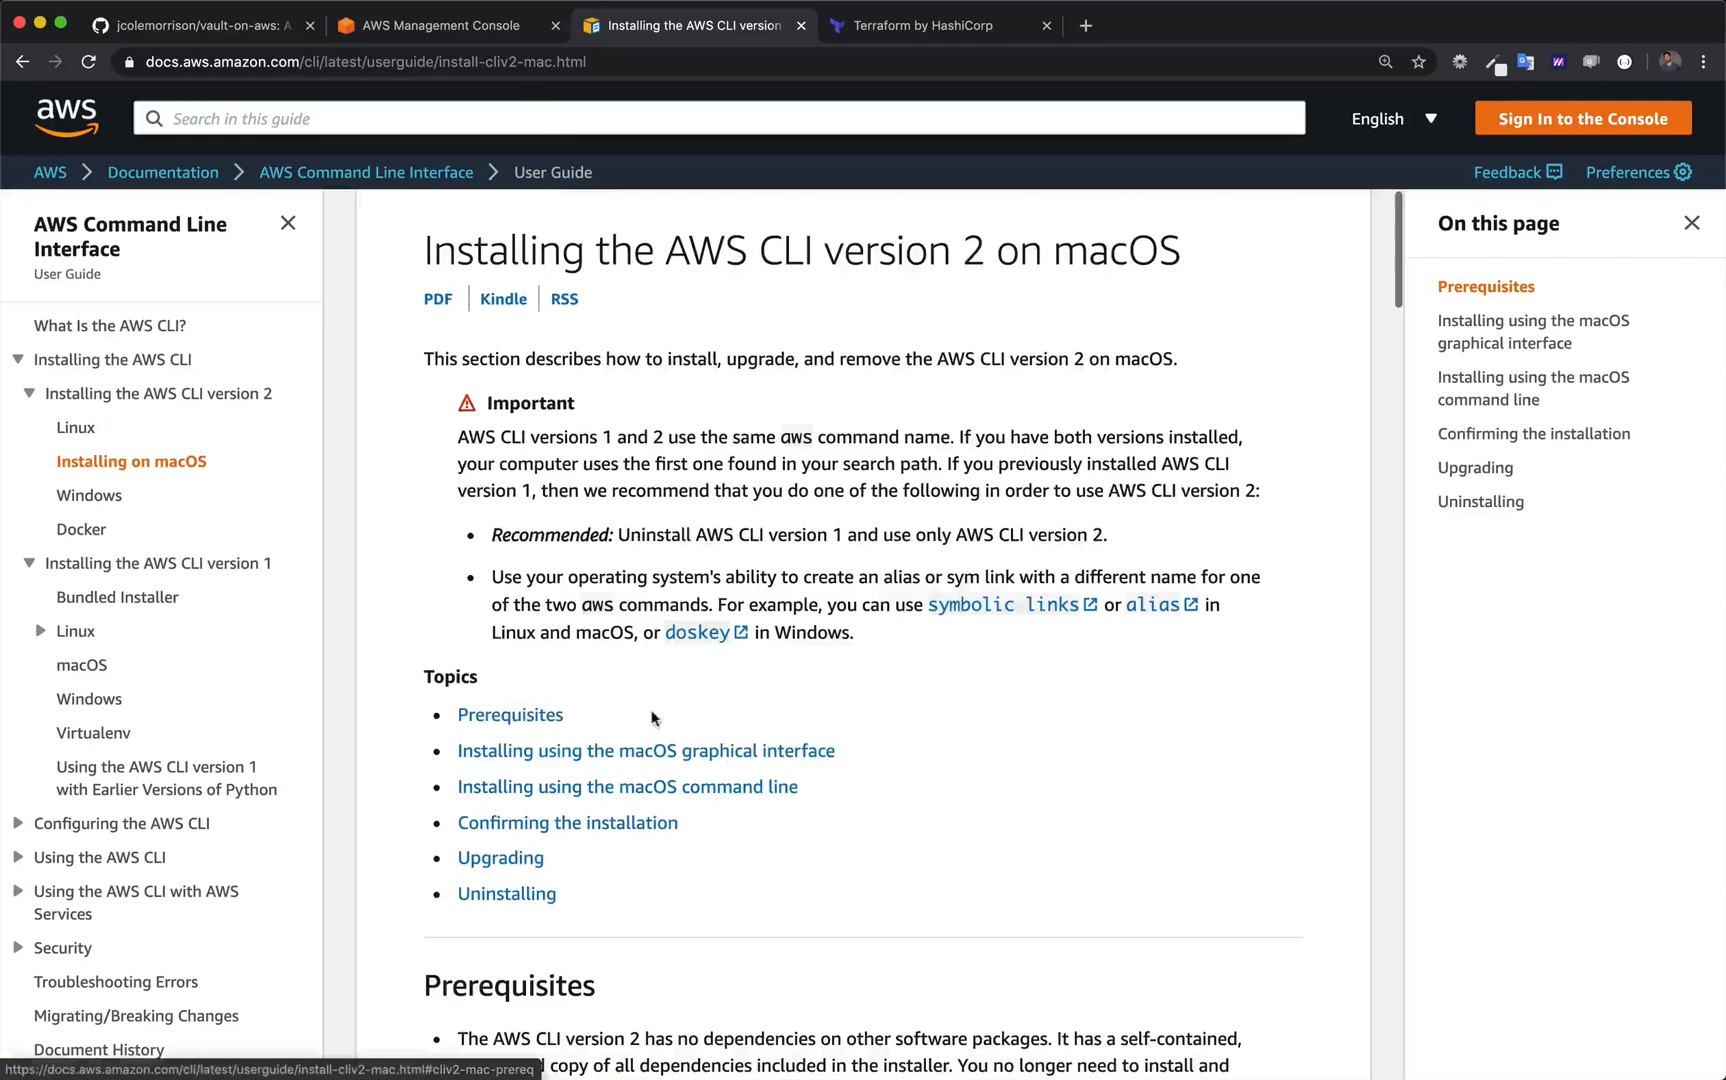 jcolemorrison/vault-on-aws: A
AWS Management Console
Installing the AWS CLI version
Terraform by HashiCorp
docs.aws.amazon.com/cli/latest/userguide/install-cliv2-mac.html
aws
Search in this guide
English
Sign In to the Console
AWS
Documentation
AWS Command Line Interface
User Guide
Feedback
Preferences
AWS Command Line
Interface
User Guide
What Is the AWS CLI?
Installing the AWS CLI
Installing the AWS CLI version 2
Linux
Installing on macOS
Windows
Docker
Installing the AWS CLI version 1
Bundled Installer
Linux
macOS
Windows
Virtualenv
Using the AWS CLI version 1
with Earlier Versions of Python
Configuring the AWS CLI
Using the AWS CLI
Using the AWS CLI with AWS
Services
Security
Troubleshooting Errors
Migrating/Breaking Changes
Document History
Installing the AWS CLI version 2 on macOS
PDF
Kindle
RSS
This section describes how to install, upgrade, and remove the AWS CLI version 2 on macOS.
Important
AWS CLI versions 1 and 2 use the same aws command name. If you have both versions installed,
your computer uses the first one found in your search path. If you previously installed AWS CLI
version 1, then we recommend that you do one of the following in order to use AWS CLI version 2:
• Recommended: Uninstall AWS CLI version 1 and use only AWS CLI version 2.
• Use your operating system's ability to create an alias or sym link with a different name for one
of the two aws commands. For example, you can use symbolic links or alias in
Linux and macOS, or doskey in Windows.
Topics
• Prerequisites
• Installing using the macOS graphical interface
• Installing using the macOS command line
• Confirming the installation
• Upgrading
• Uninstalling
Prerequisites
• The AWS CLI version 2 has no dependencies on other software packages. It has a self-contained,
copy of all dependencies included in the installer. You no longer need to install and
On this page
Prerequisites
Installing using the macOS
graphical interface
Installing using the macOS
command line
Confirming the installation
Upgrading
Uninstalling
https://docs.aws.amazon.com/cli/latest/userguide/install-cliv2-mac.html#cliv2-mac-prereq